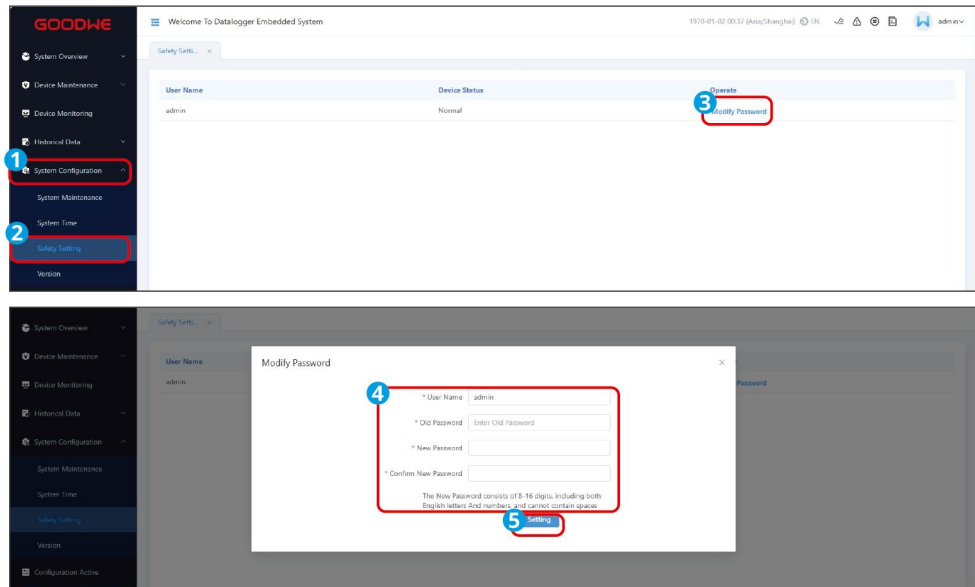 GOODWE
Welcome To Datalogger Embedded System
1970-01-02 00:37 (Asia/Shanghai) EN
admin
Safety Setti...
System Overview
Device Maintenance
Device Monitoring
Historical Data
1
System Configuration
System Maintenance
System Time
2
Safety Setting
Version
User Name Device Status Operate
admin Normal
3
Modify Password
System Overview
Device Maintenance
Device Monitoring
Historical Data
System Configuration
System Maintenance
System Time
Safety Setting
Version
Configuration Active
Safety Setti...
User Name
admin
Password
Modify Password
4
* User Name admin
* Old Password Enter Old Password
* New Password
* Confirm New Password
The New Password consists of 8-16 digits, including both
English letters And numbers, and cannot contain spaces
5
Setting